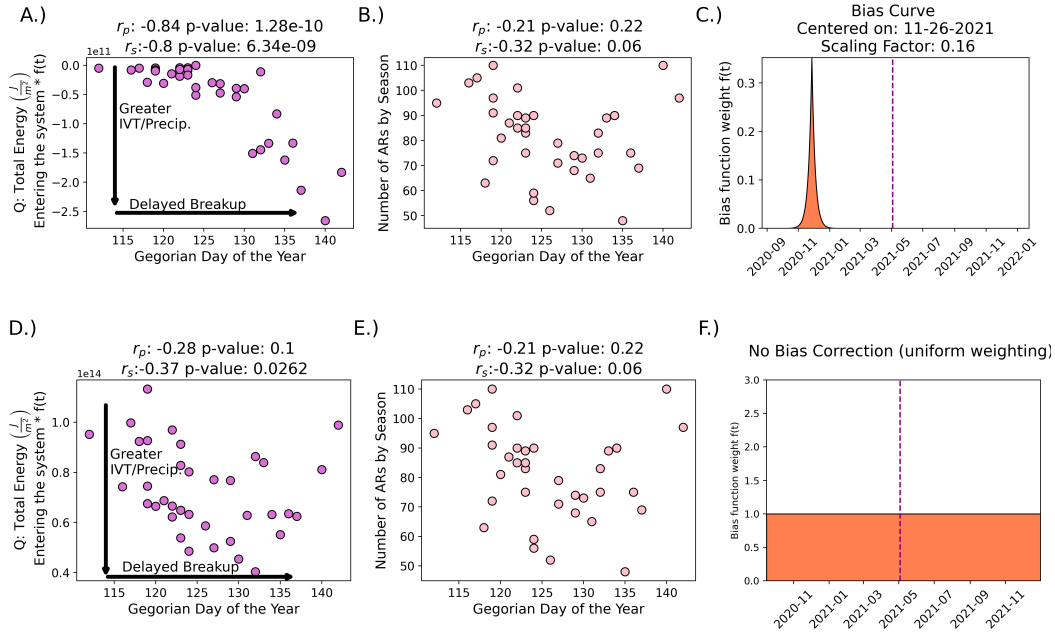 A.)
r_p: -0.84 p-value: 1.28e-10
r_s:-0.8 p-value: 6.34e-09
1e11
Q: Total Energy (J/m²)
Entering the system* f(t)
0.0
−0.5
−1.0
−1.5
−2.0
−2.5
Greater
IVT/Precip.
Delayed Breakup
115 120 125 130 135 140
Gegorian Day of the Year
B.)
r_p: -0.21 p-value: 0.22
r_s:-0.32 p-value: 0.06
Number of ARs by Season
110
100
90
80
70
60
50
115 120 125 130 135 140
Gegorian Day of the Year
C.)
Bias Curve
Centered on: 11-26-2021
Scaling Factor: 0.16
Bias function weight f(t)
0.3
0.2
0.1
0.0
2020-09 2020-11 2021-01 2021-03 2021-05 2021-07 2021-09 2021-11 2022-01
D.)
r_p: -0.28 p-value: 0.1
r_s:-0.37 p-value: 0.0262
1e14
Q: Total Energy (J/m²)
Entering the system * f(t)
1.0
0.8
0.6
0.4
Greater
IVT/Precip.
Delayed Breakup
115 120 125 130 135 140
Gegorian Day of the Year
E.)
r_p: -0.21 p-value: 0.22
r_s:-0.32 p-value: 0.06
Number of ARs by Season
110
100
90
80
70
60
50
115 120 125 130 135 140
Gegorian Day of the Year
F.)
No Bias Correction (uniform weighting)
Bias function weight f(t)
3.0
2.5
2.0
1.5
1.0
0.5
0.0
2020-11 2021-01 2021-03 2021-05 2021-07 2021-09 2021-11